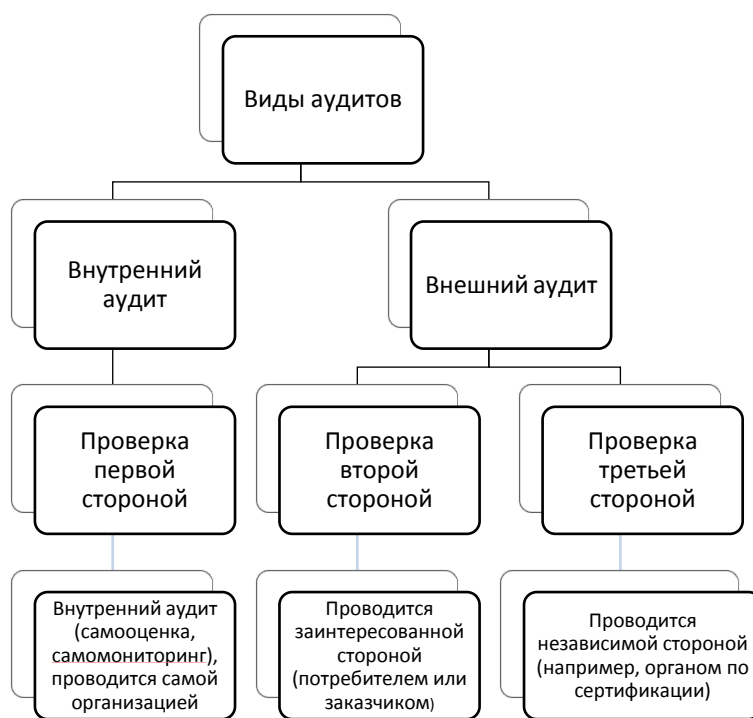 Виды аудитов
Внутренний
аудит
Внешний аудит
Проверка
первой
стороной
Проверка
второй
стороной
Проверка
третьей
стороной
Внутренний аудит
(самооценка,
самомониторинг),
проводится самой
организацией
Проводится
заинтересованной
стороной
(потребителем или
заказчиком)
Проводится
независимой стороной
(например, органом по
сертификации)